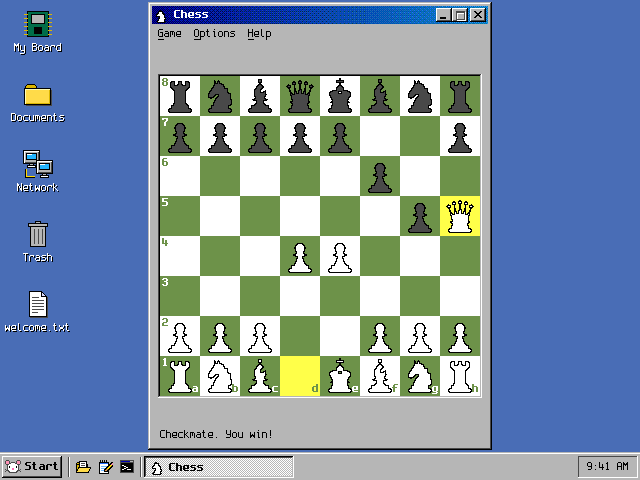 My Board
Documents
Network
Trash
welcome.txt
Chess
Game Options Help
8
7
6
5
4
3
2
1
a b c d e f g h
Checkmate. You win!
Start
Chess
9:41 AM